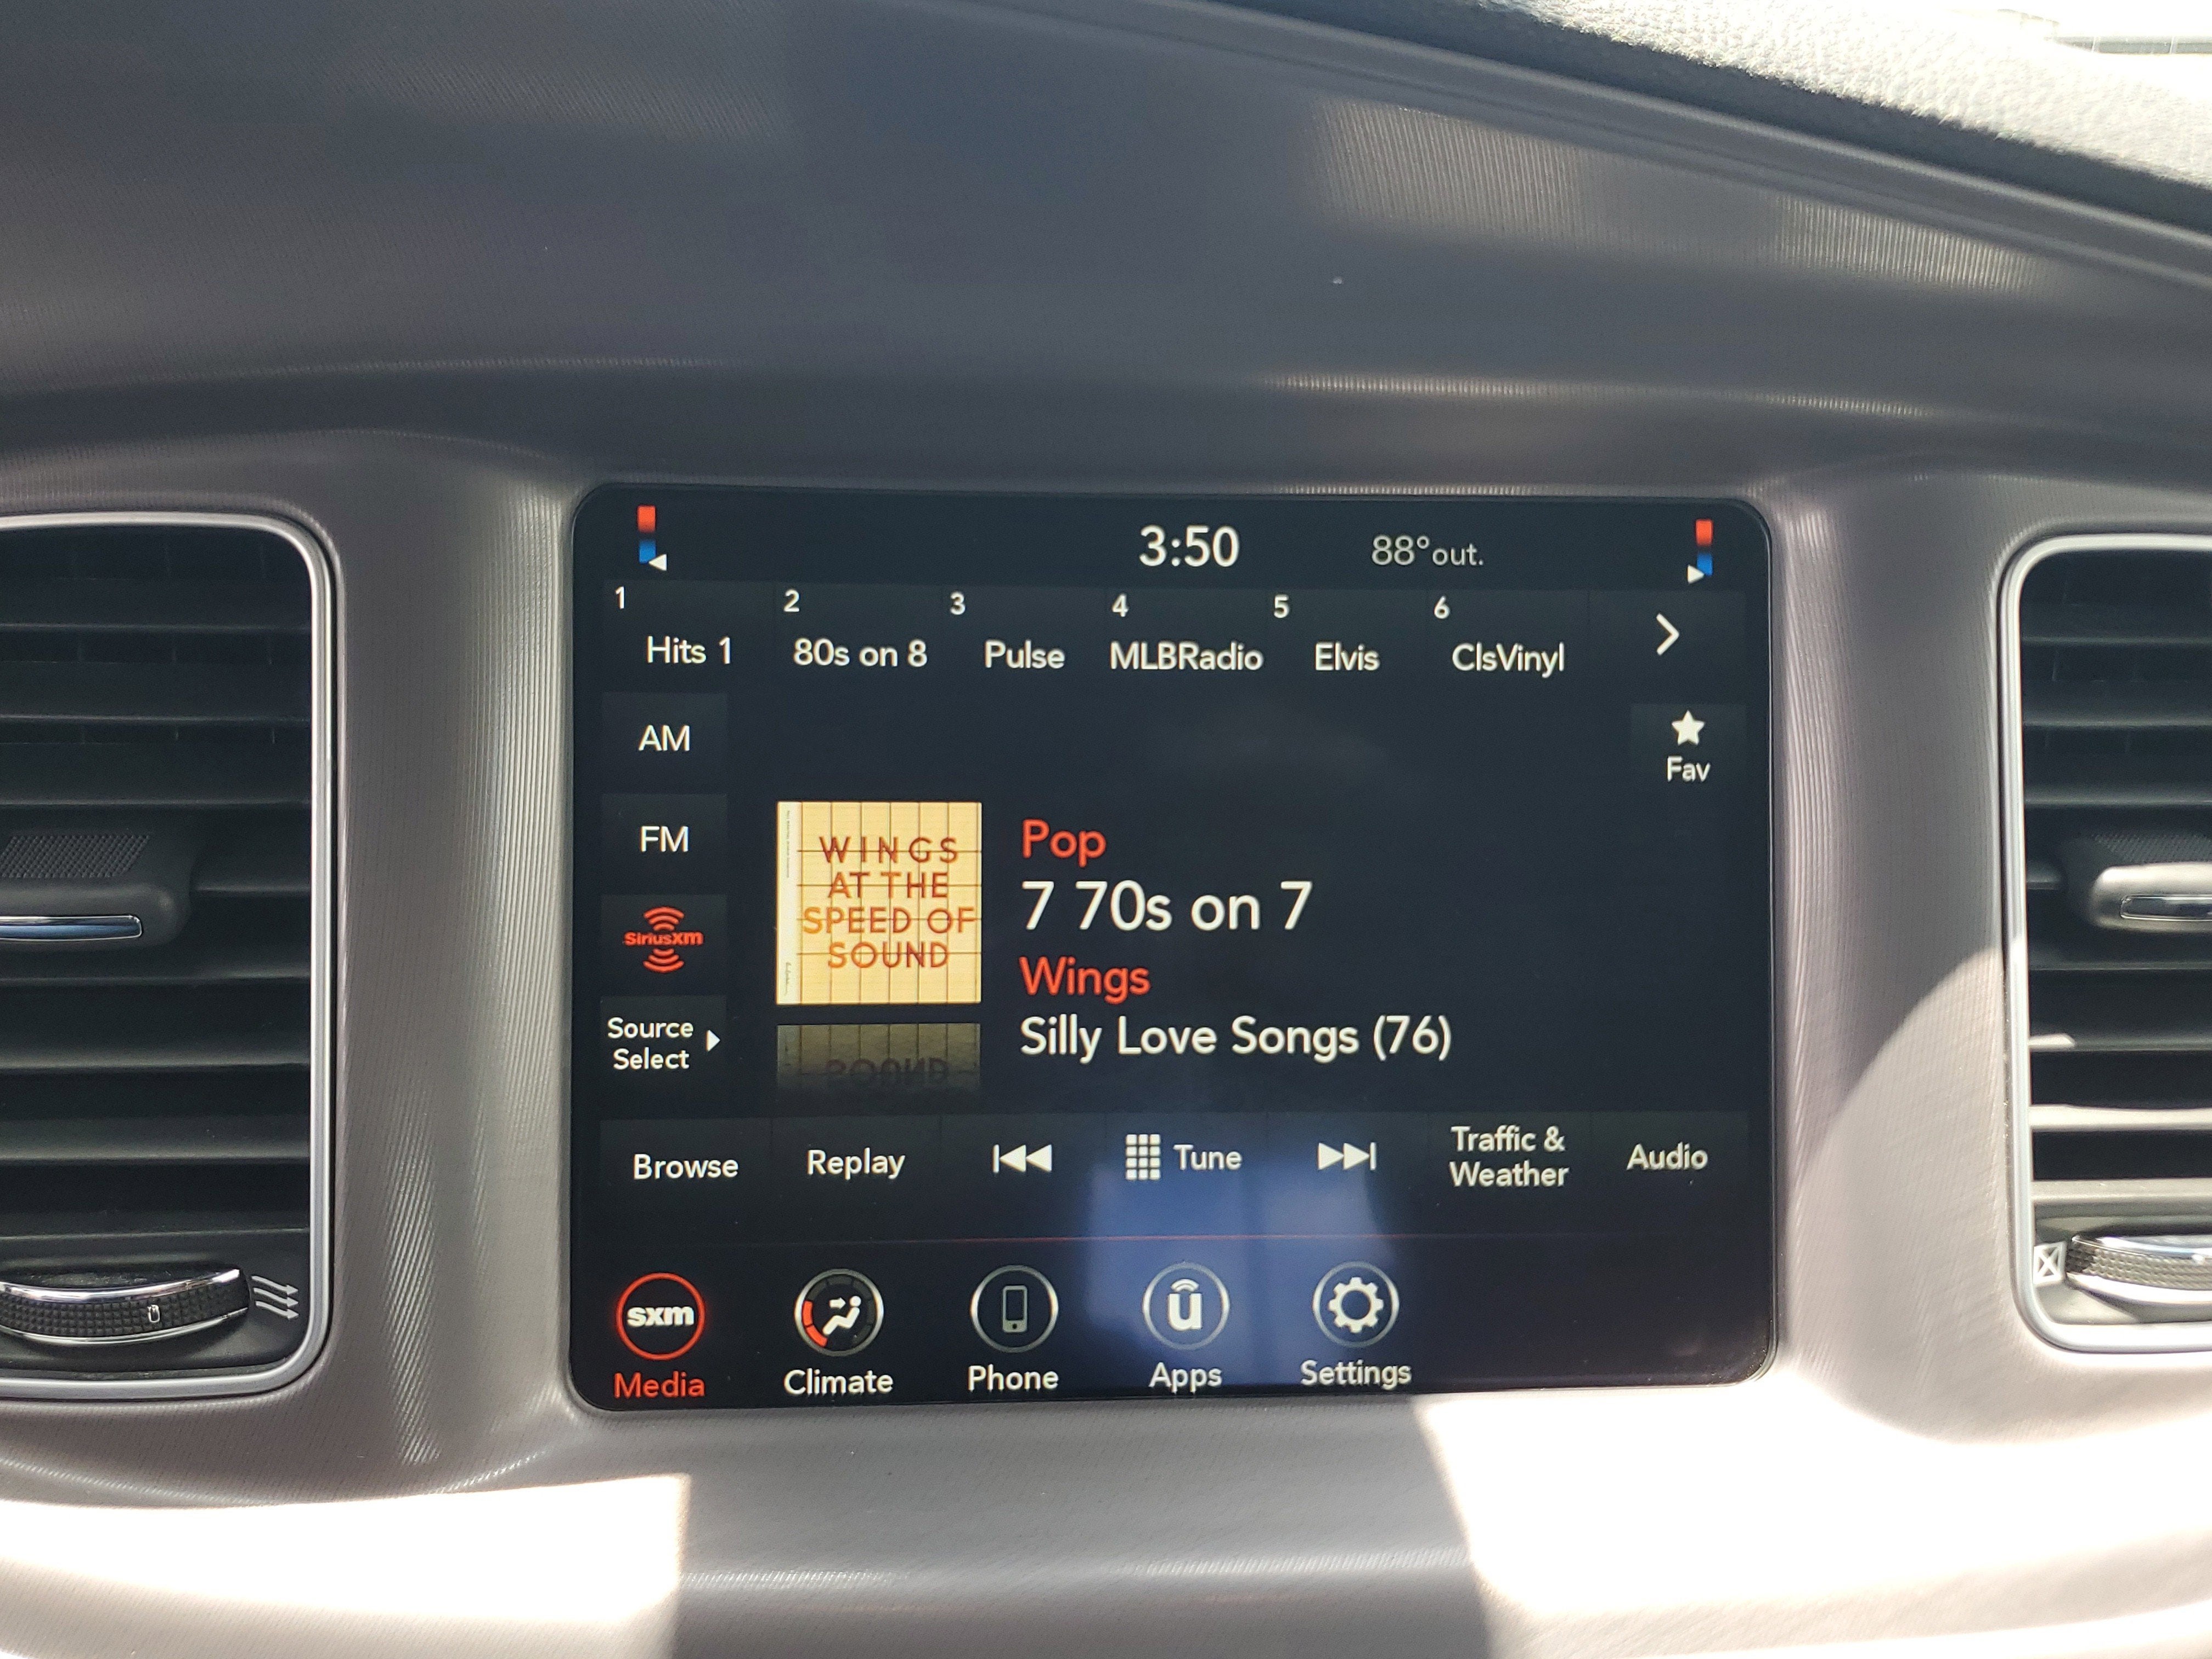 3:50 88°out.
1 2 3 4 5 6
Hits 1 80s on 8 Pulse MLBRadio Elvis ClsVinyl
AM
Fav
FM
WINGS
AT THE
SPEED OF
SOUND
Pop
7 70s on 7
SiriusXM
Wings
Silly Love Songs (76)
Source
Select
Browse Replay Tune Traffic &
Weather Audio
sxm
Media Climate Phone Apps Settings